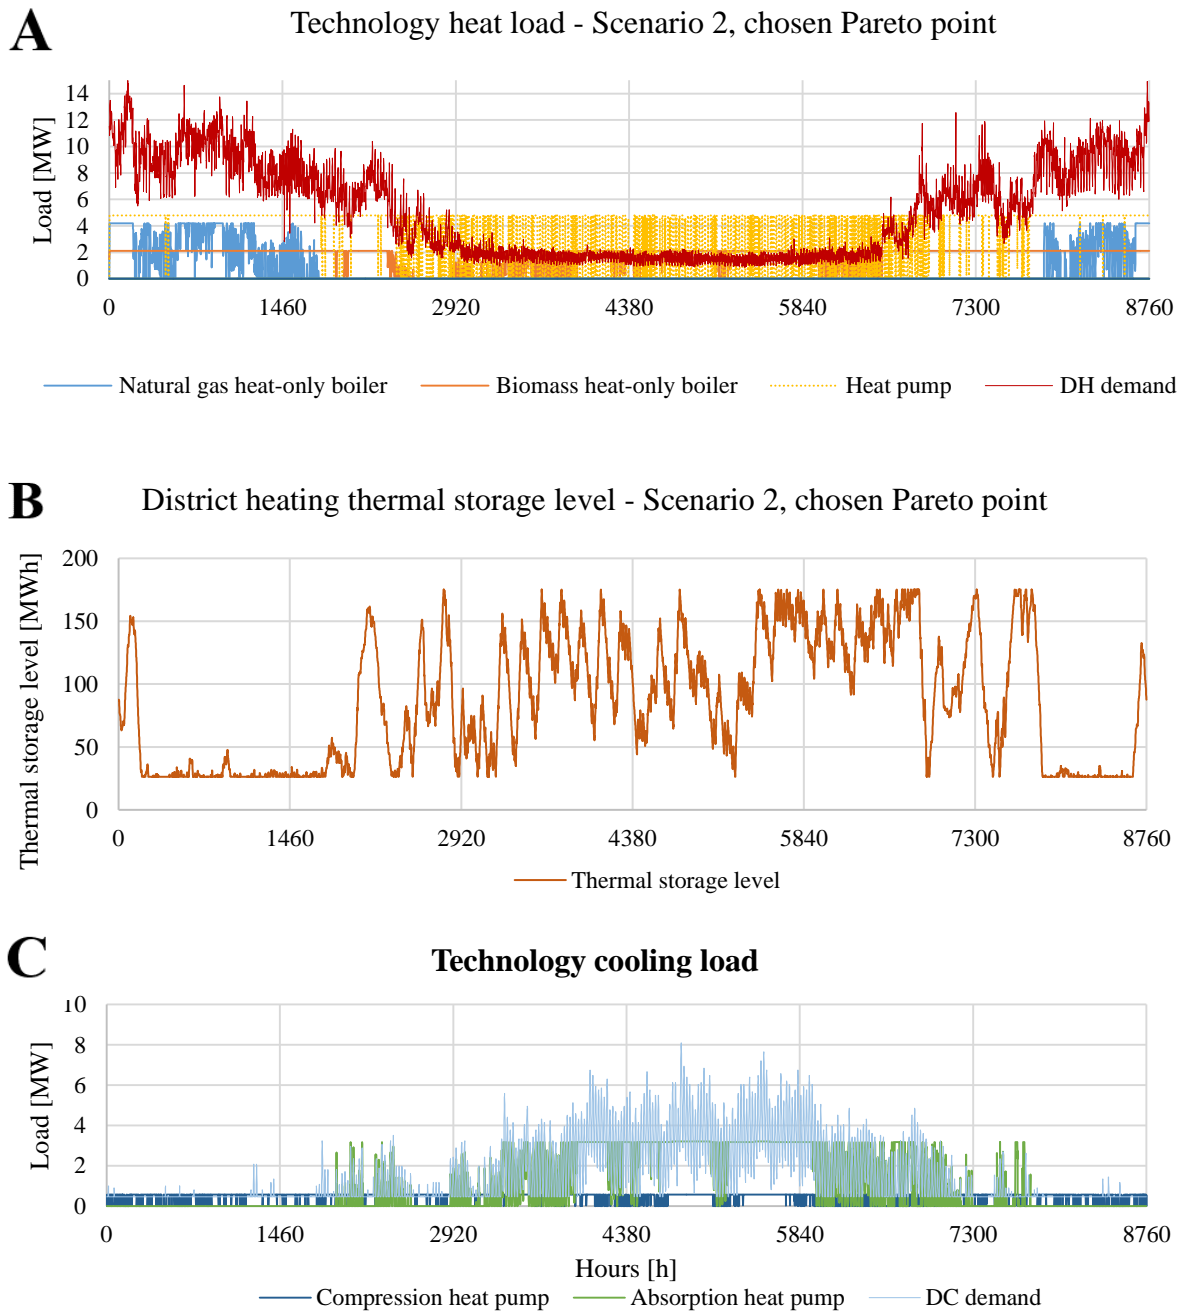 A
Technology heat load - Scenario 2, chosen Pareto point
Load [MW]
14
12
10
8
6
4
2
0
0 1460 2920 4380 5840 7300 8760
Natural gas heat-only boiler Biomass heat-only boiler Heat pump DH demand
B
District heating thermal storage level - Scenario 2, chosen Pareto point
Thermal storage level [MWh]
200
150
100
50
0
0 1460 2920 4380 5840 7300 8760
Thermal storage level
C
Technology cooling load
Load [MW]
10
8
6
4
2
0
0 1460 2920 4380 5840 7300 8760
Hours [h]
Compression heat pump Absorption heat pump DC demand